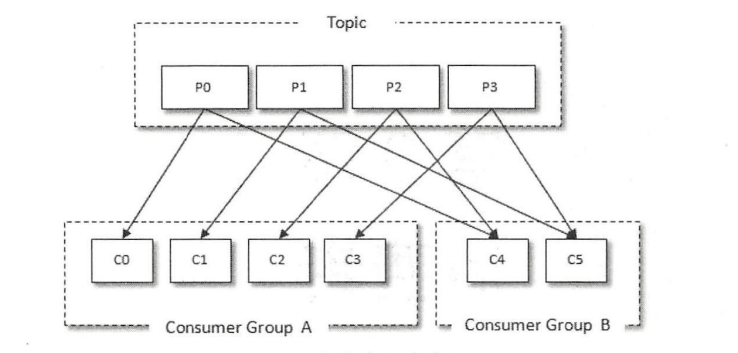 Topic
P0 P1 P2 P3
C0 C1 C2 C3 C4 C5
Consumer Group A Consumer Group B